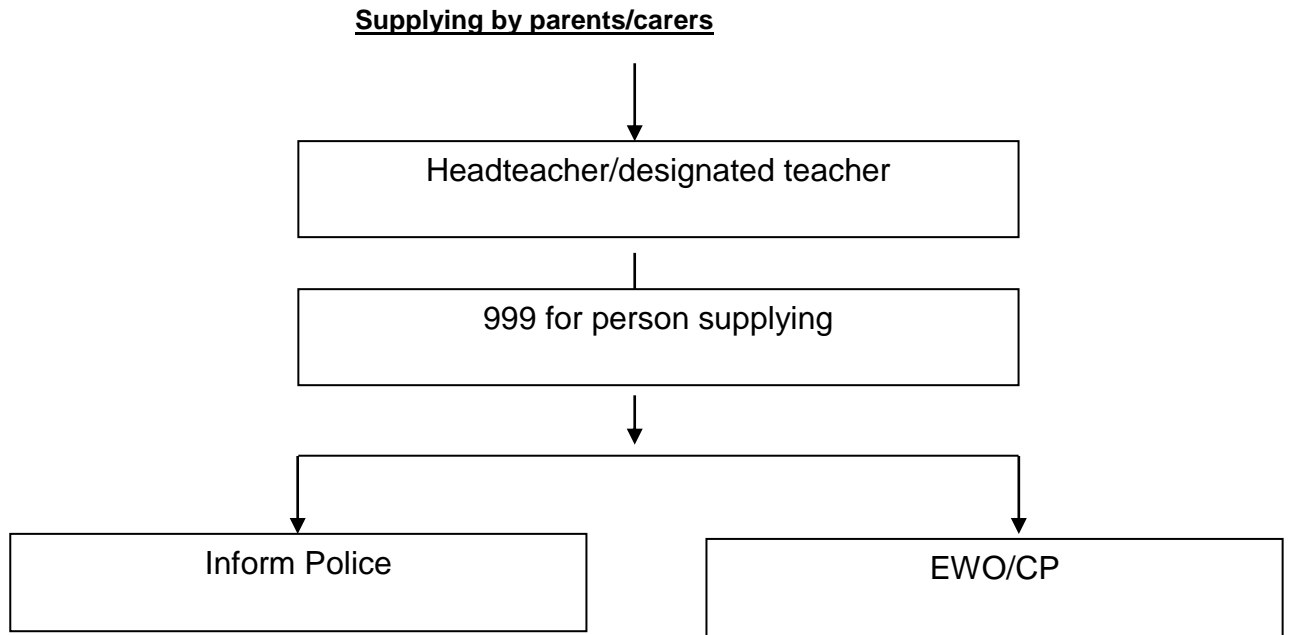 Supplying by parents/carers
Headteacher/designated teacher
999 for person supplying
Inform Police
EWO/CP